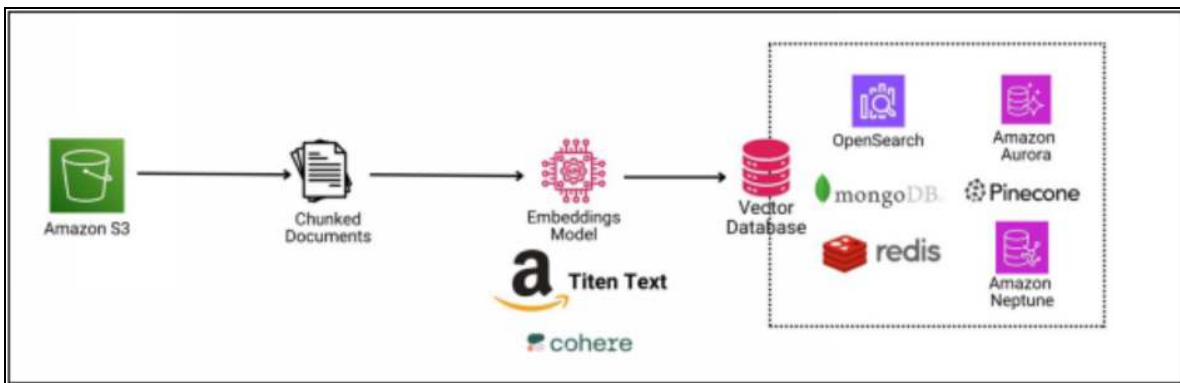 Amazon S3
Chunked
Documents
Embeddings
Model
a Titen Text
cohere
Vector
Database
OpenSearch
Amazon
Aurora
mongoDB.
Pinecone
redis
Amazon
Neptune